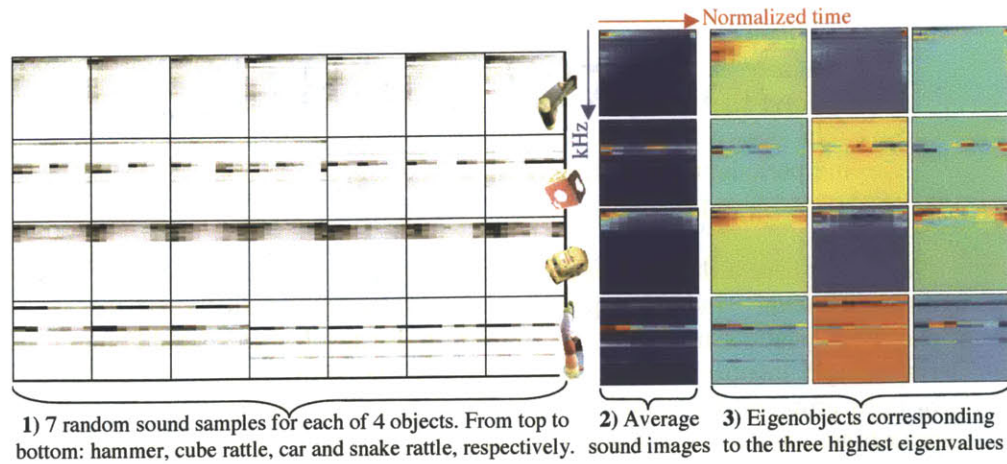 Normalized time
kHz
1) 7 random sound samples for each of 4 objects. From top to
bottom: hammer, cube rattle, car and snake rattle, respectively.
2) Average
sound images
3) Eigenobjects corresponding
to the three highest eigenvalues